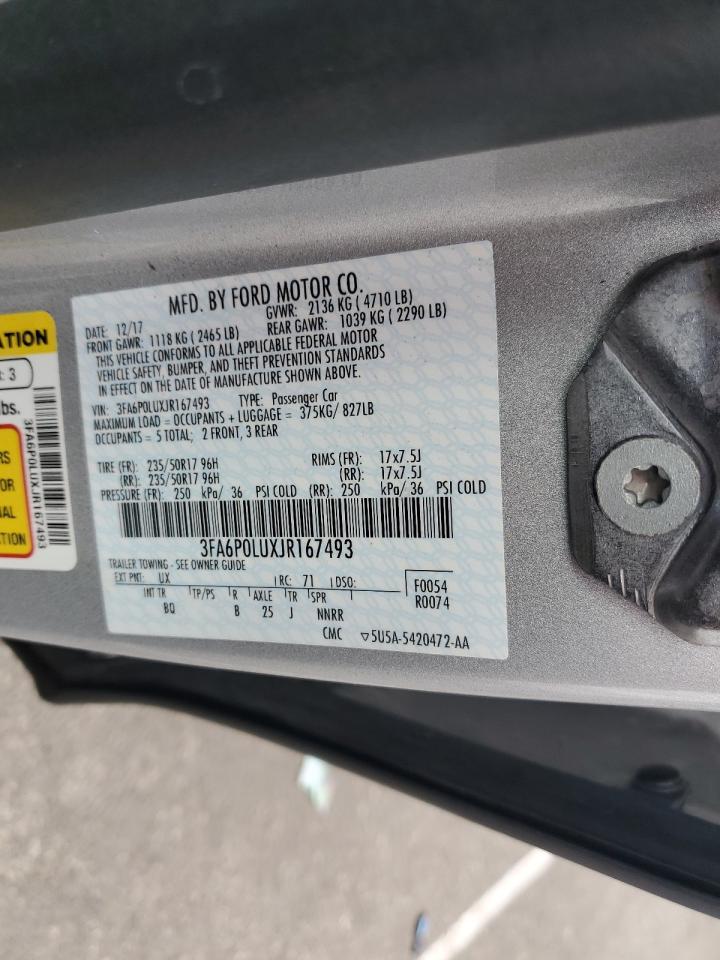 MFD. BY FORD MOTOR CO.
DATE: 12/17 GVWR: 2136 KG ( 4710 LB)
FRONT GAWR: 1118 KG ( 2465 LB) REAR GAWR: 1039 KG ( 2290 LB)
THIS VEHICLE CONFORMS TO ALL APPLICABLE FEDERAL MOTOR
VEHICLE SAFETY, BUMPER, AND THEFT PREVENTION STANDARDS
IN EFFECT ON THE DATE OF MANUFACTURE SHOWN ABOVE.
VIN: 3FA6P0LUXJR167493 TYPE: Passenger Car
MAXIMUM LOAD = OCCUPANTS + LUGGAGE = 375KG/ 827LB
OCCUPANTS = 5 TOTAL; 2 FRONT, 3 REAR
TIRE (FR): 235/50R17 96H RIMS (FR): 17x7.5J
(RR): 235/50R17 96H (RR): 17x7.5J
PRESSURE (FR): 250 kPa/ 36 PSI COLD (RR): 250 kPa/ 36 PSI COLD
3FA6P0LUXJR167493
TRAILER TOWING - SEE OWNER GUIDE
EXT PNT: UX RC: 71 DSO:
F0054
INT TR TP/PS R AXLE TR SPR
R0074
BQ B 25 J NNRR
CMC ▽5U5A-5420472-AA
ATION
: 3
lbs.
RS
OR
AL
TION
3FA6P0LUXJR167493